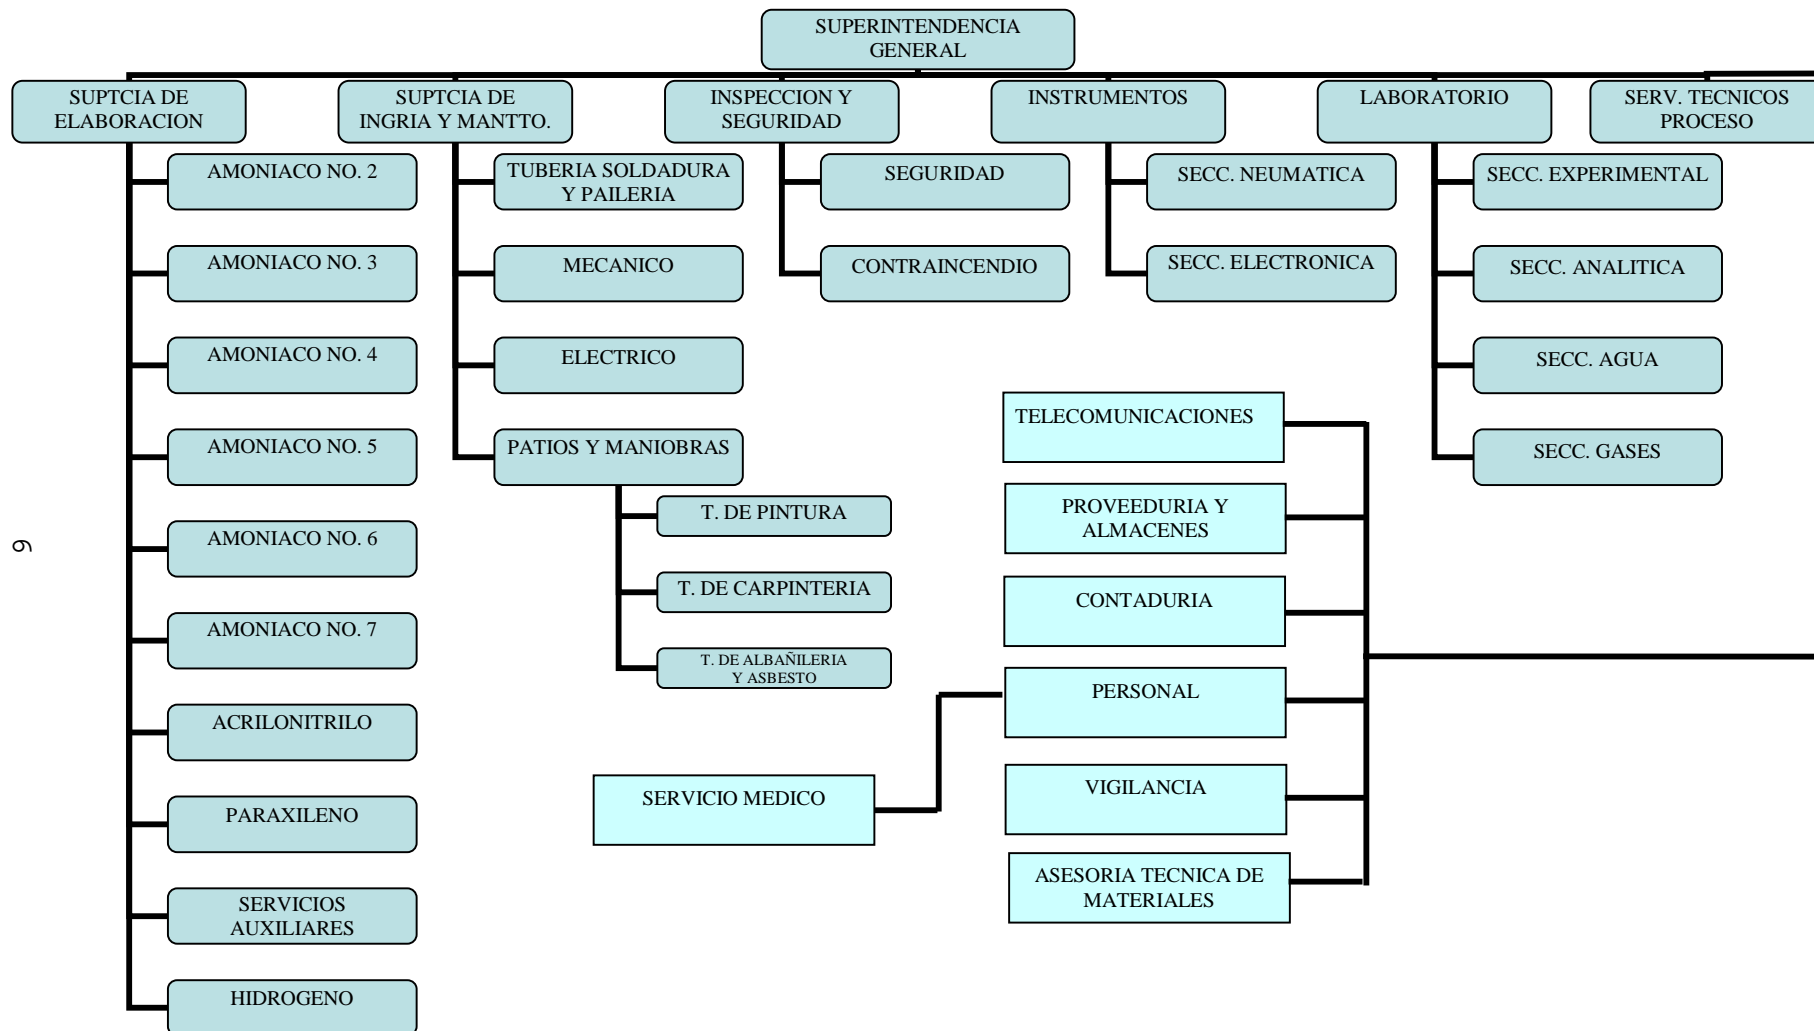 SUPERINTENDENCIA
GENERAL
SUPTCIA DE
ELABORACION
SUPTCIA DE
INGRIA Y MANTTO.
INSPECCION Y
SEGURIDAD
INSTRUMENTOS
LABORATORIO
SERV. TECNICOS
PROCESO
AMONIACO NO. 2
AMONIACO NO. 3
AMONIACO NO. 4
AMONIACO NO. 5
AMONIACO NO. 6
AMONIACO NO. 7
ACRILONITRILO
PARAXILENO
SERVICIOS
AUXILIARES
HIDROGENO
TUBERIA SOLDADURA
Y PAILERIA
MECANICO
ELECTRICO
PATIOS Y MANIOBRAS
T. DE PINTURA
T. DE CARPINTERIA
T. DE ALBAÑILERIA
Y ASBESTO
SEGURIDAD
CONTRAINCENDIO
SECC. NEUMATICA
SECC. ELECTRONICA
SECC. EXPERIMENTAL
SECC. ANALITICA
SECC. AGUA
SECC. GASES
TELECOMUNICACIONES
PROVEEDURIA Y
ALMACENES
CONTADURIA
PERSONAL
SERVICIO MEDICO
VIGILANCIA
ASESORIA TECNICA DE
MATERIALES
9